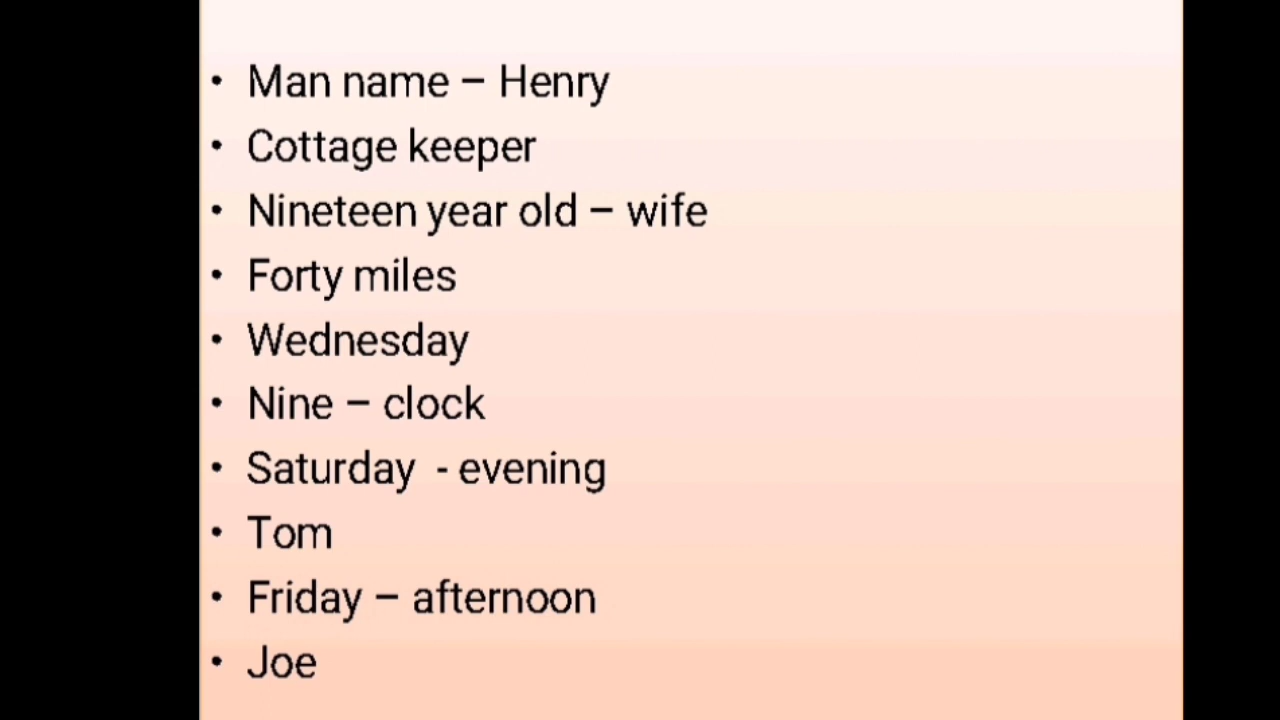 • Man name – Henry
• Cottage keeper
• Nineteen year old – wife
• Forty miles
• Wednesday
• Nine – clock
• Saturday - evening
• Tom
• Friday – afternoon
• Joe